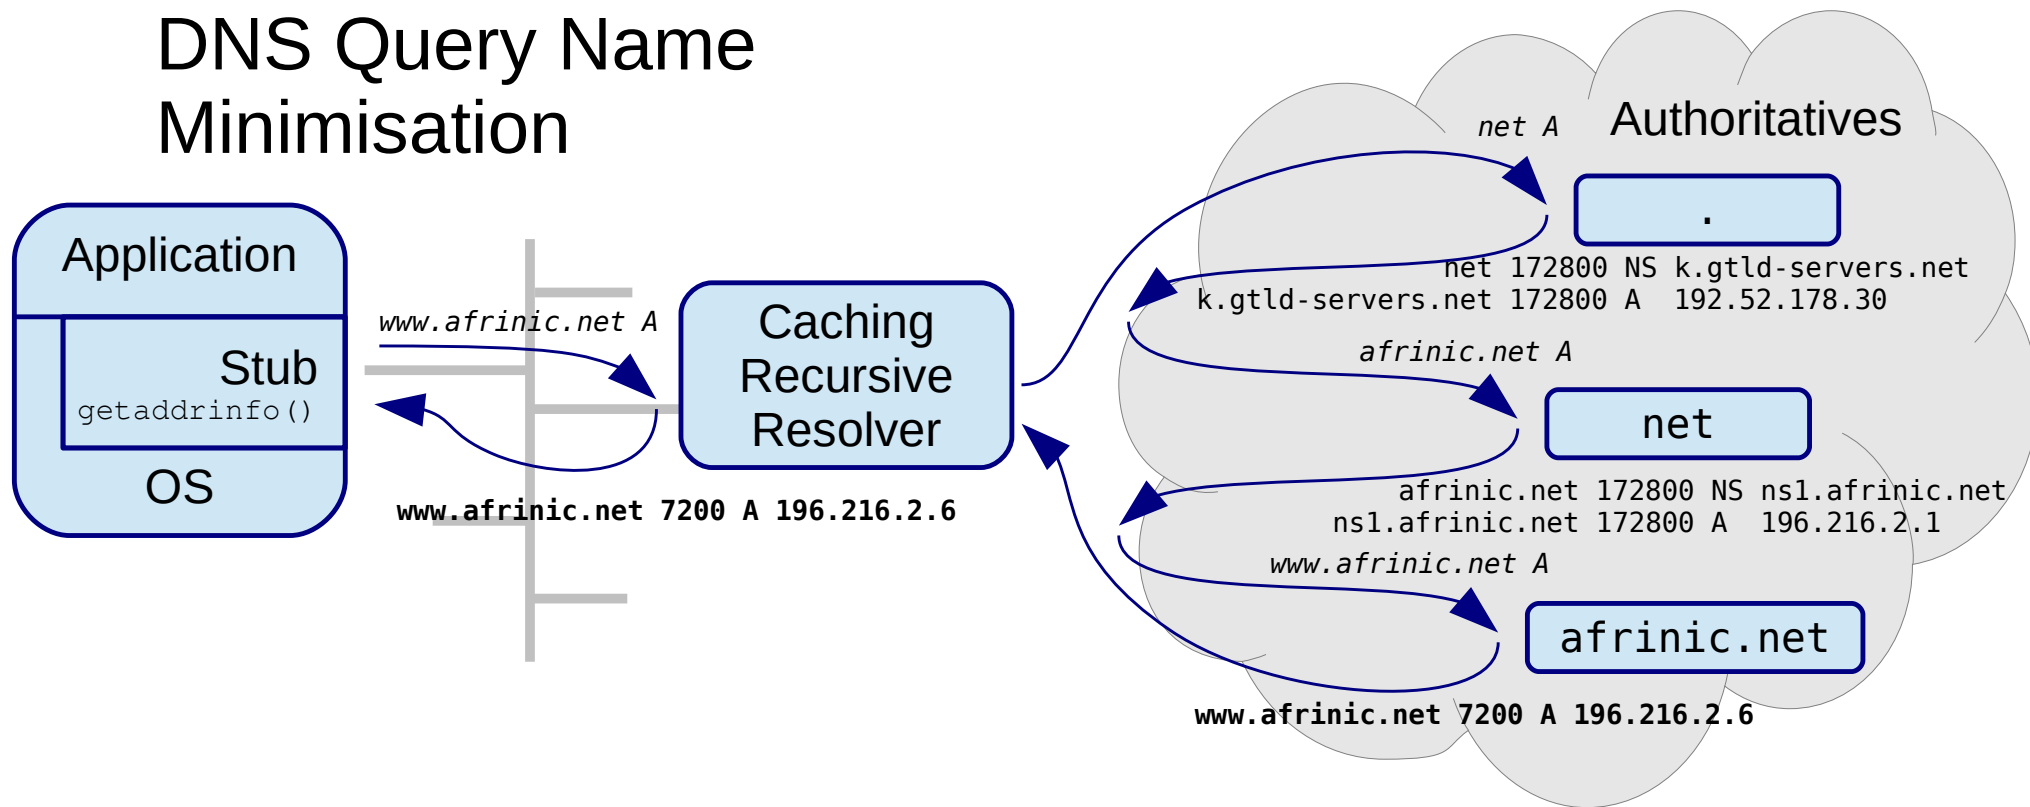 DNS Query Name
Minimisation
Application
Stub
getaddrinfo()
OS
www.afrinic.net A
www.afrinic.net 7200 A 196.216.2.6
Caching
Recursive
Resolver
Authoritatives
net A
.
net 172800 NS k.gtld-servers.net
k.gtld-servers.net 172800 A 192.52.178.30
afrinic.net A
net
afrinic.net 172800 NS ns1.afrinic.net
ns1.afrinic.net 172800 A 196.216.2.1
www.afrinic.net A
afrinic.net
www.afrinic.net 7200 A 196.216.2.6